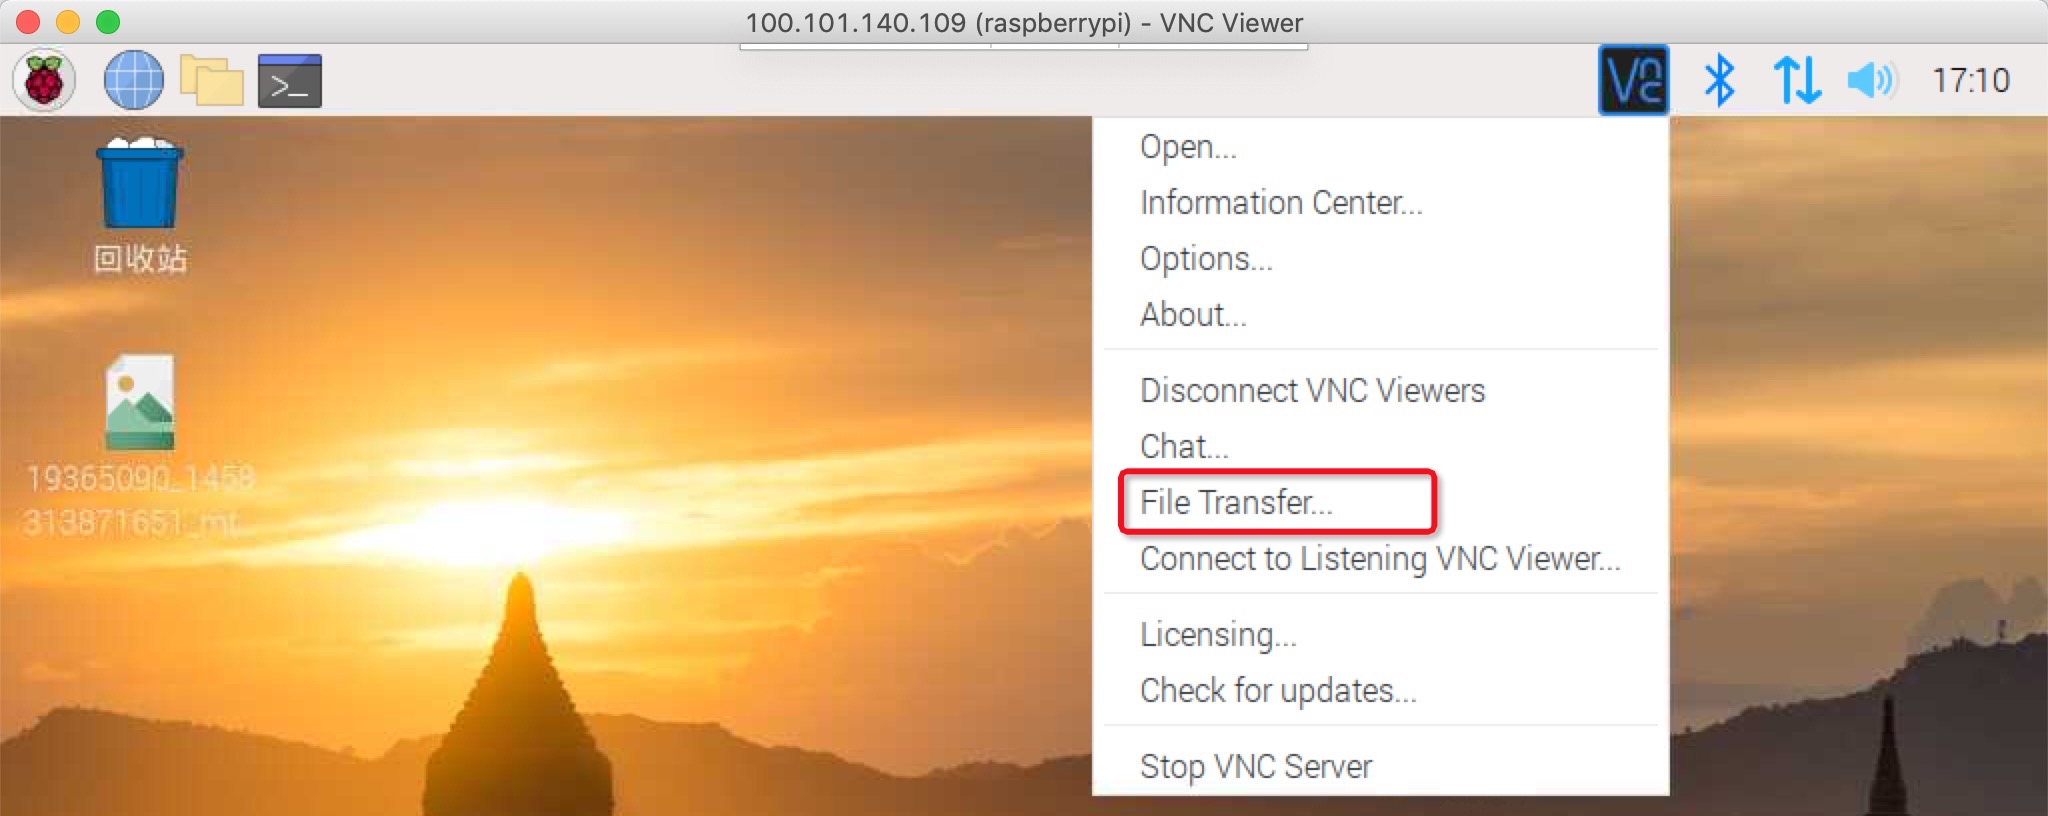 100.101.140.109 (raspberrypi) - VNC Viewer
17:10
回收站
19365090_1458
313871651_mt...
Open...
Information Center...
Options...
About...
Disconnect VNC Viewers
Chat...
File Transfer...
Connect to Listening VNC Viewer...
Licensing...
Check for updates...
Stop VNC Server